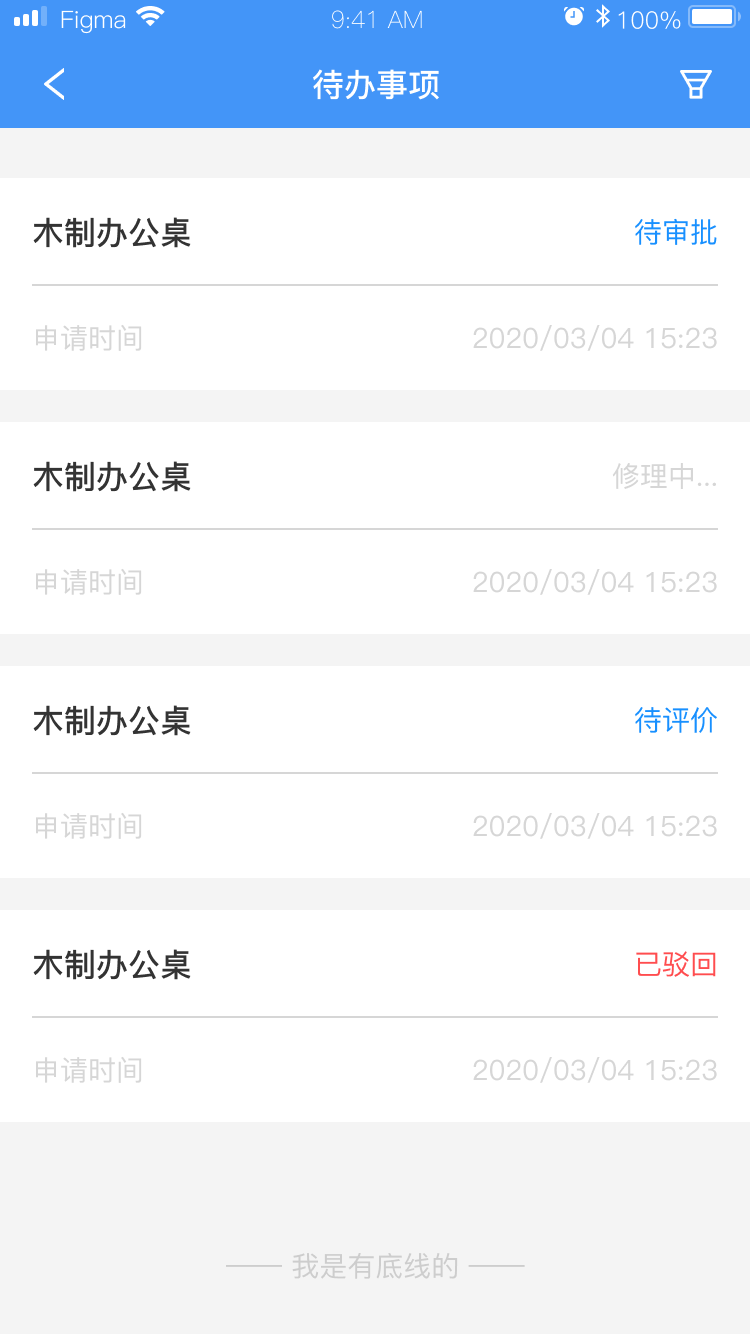 Figma 9:41 AM 100%
待办事项
木制办公桌 待审批
申请时间 2020/03/04 15:23
木制办公桌 修理中...
申请时间 2020/03/04 15:23
木制办公桌 待评价
申请时间 2020/03/04 15:23
木制办公桌 已驳回
申请时间 2020/03/04 15:23
我是有底线的